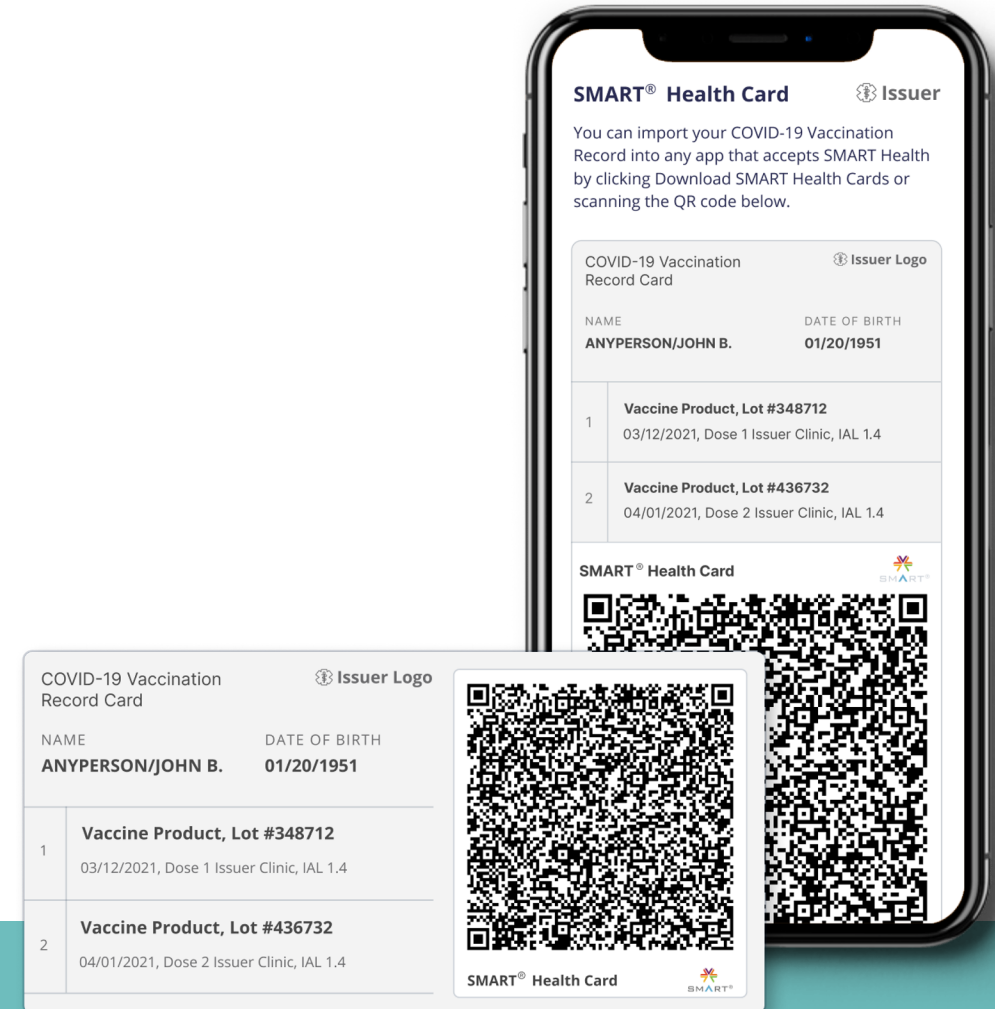 SMART® Health Card
Issuer
You can import your COVID-19 Vaccination
Record into any app that accepts SMART Health
by clicking Download SMART Health Cards or
scanning the QR code below.
COVID-19 Vaccination
Record Card
Issuer Logo
NAME
DATE OF BIRTH
ANYPERSON/JOHN B.
01/20/1951
1
Vaccine Product, Lot #348712
03/12/2021, Dose 1 Issuer Clinic, IAL 1.4
2
Vaccine Product, Lot #436732
04/01/2021, Dose 2 Issuer Clinic, IAL 1.4
SMART® Health Card
SMART®
COVID-19 Vaccination
Record Card
Issuer Logo
NAME
DATE OF BIRTH
ANYPERSON/JOHN B.
01/20/1951
1
Vaccine Product, Lot #348712
03/12/2021, Dose 1 Issuer Clinic, IAL 1.4
2
Vaccine Product, Lot #436732
04/01/2021, Dose 2 Issuer Clinic, IAL 1.4
SMART® Health Card
SMART®